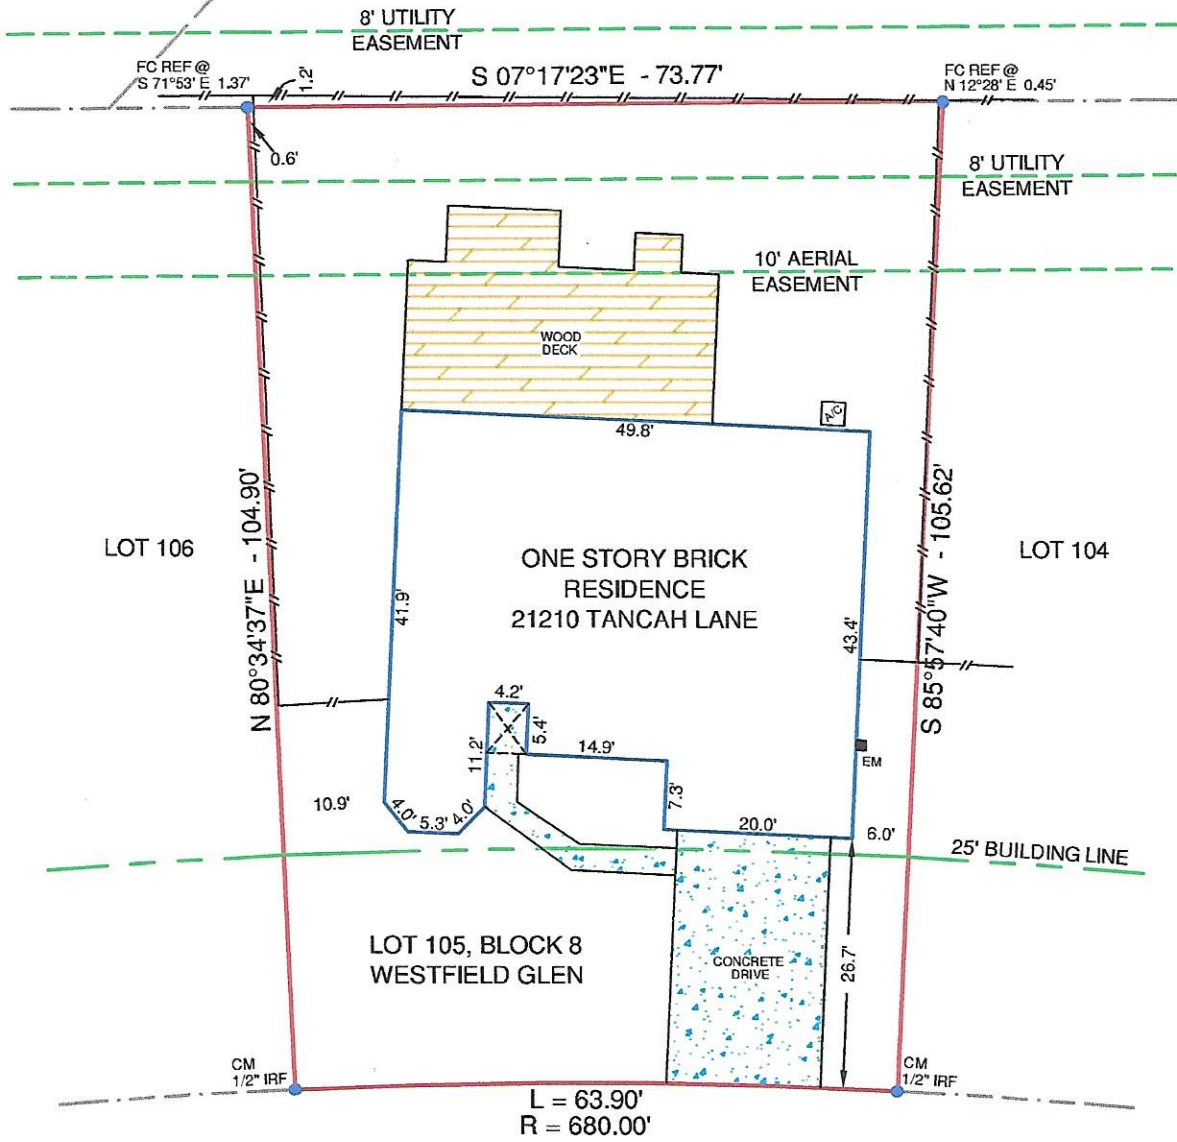 8' UTILITY
EASEMENT
FC REF @
S 71°53' E 1.37'
1.2'
S 07°17'23"E - 73.77'
FC REF @
N 12°28' E 0.45'
0.6'
8' UTILITY
EASEMENT
10' AERIAL
EASEMENT
WOOD
DECK
A/C
49.8'
N 80°34'37"E - 104.90'
S 85°57'40"W - 105.62'
LOT 106
LOT 104
ONE STORY BRICK
RESIDENCE
21210 TANCAH LANE
41.9'
43.4'
4.2'
5.4'
11.2'
14.9'
EM
7.3'
10.9'
4.0'
5.3'
4.0'
20.0'
6.0'
25' BUILDING LINE
LOT 105, BLOCK 8
WESTFIELD GLEN
CONCRETE
DRIVE
26.7'
CM
1/2" IRF
CM
1/2" IRF
L = 63.90'
R = 680.00'